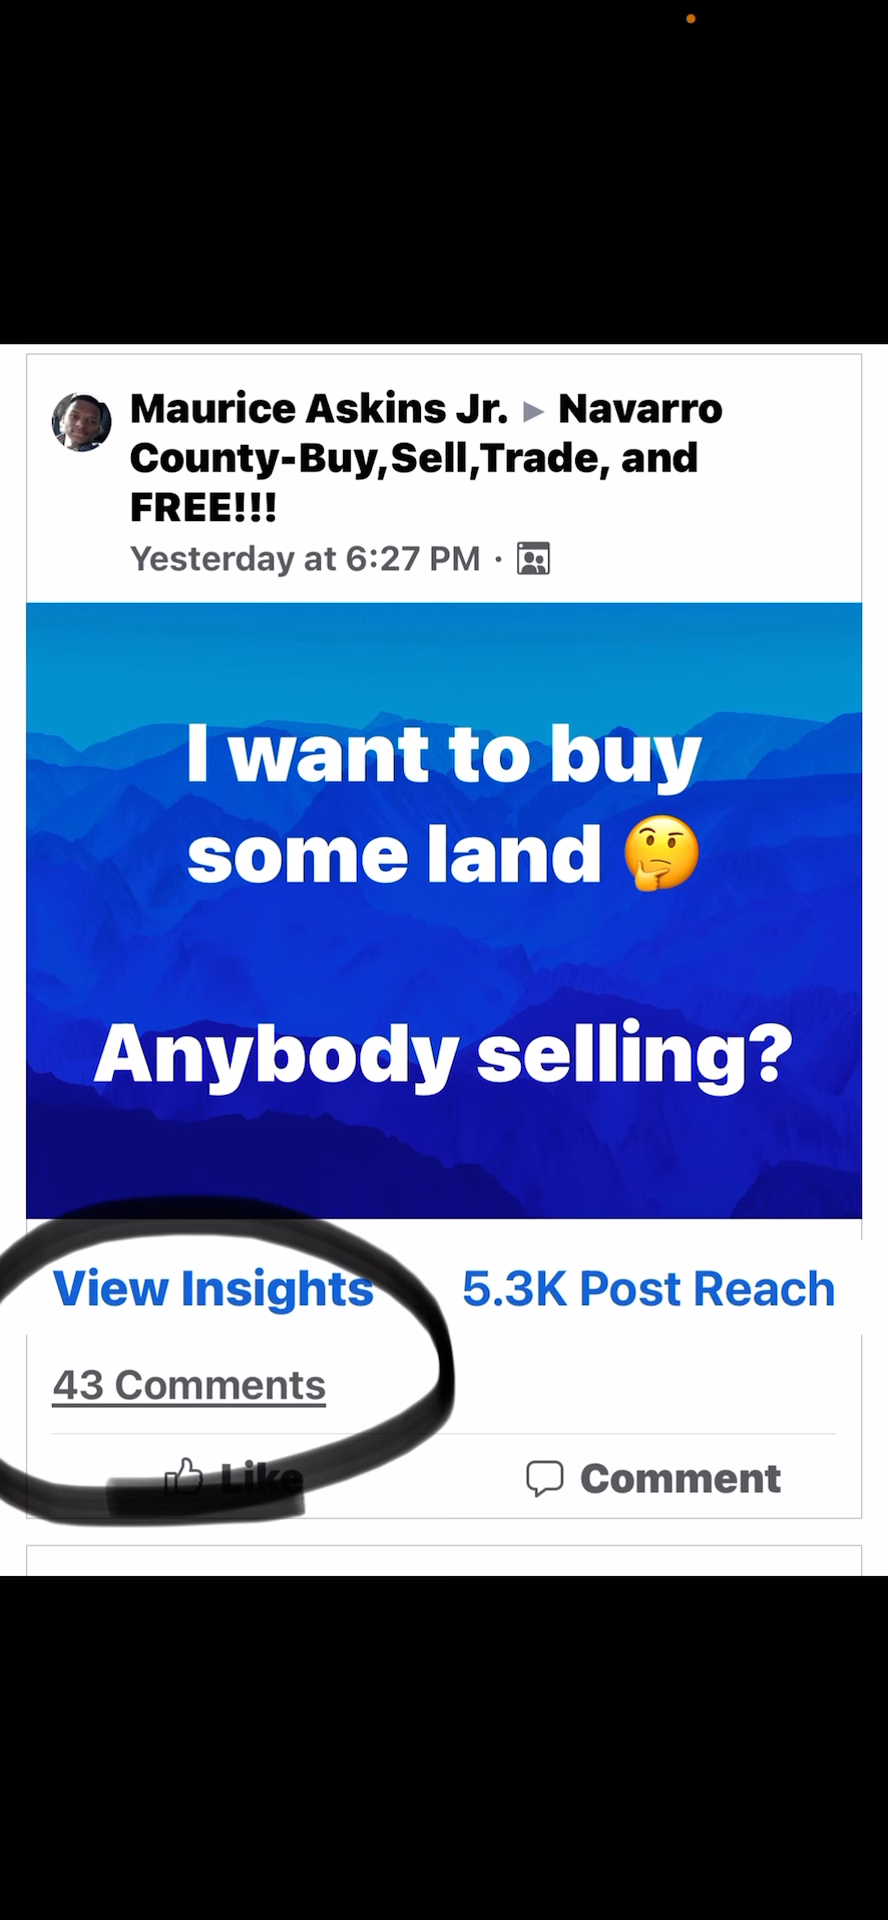 Maurice Askins Jr. ▸ Navarro
County-Buy,Sell,Trade, and
FREE!!!
Yesterday at 6:27 PM ·
I want to buy
some land 🤔
Anybody selling?
View Insights 5.3K Post Reach
43 Comments
Like Comment